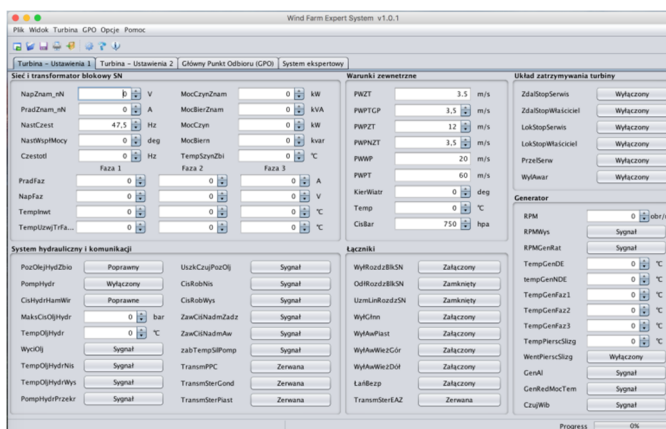 Wind Farm Expert System v1.0.1
Plik Widok Turbina GPO Opcje Pomoc
Turbina – Ustawienia 1 Turbina – Ustawienia 2 Główny Punkt Odbioru (GPO) System ekspertowy
Sieć i transformator blokowy SN
NapZnam_nN 0 V MocCzynZnam 0 kW
PradZnam_nN 0 A MocBierZnam 0 kVA
NastCzest 47,5 Hz MocCzyn 0 kW
NastWspłMocy 0 deg MocBiern 0 kvar
Czestotl 0 Hz TempSzynZbi 0 ℃
Faza 1 Faza 2 Faza 3
PradFaz 0 0 0 A
NapFaz 0 0 0 V
TempInwt 0 0 0 ℃
TempUzwjTrFa... 0 0 0 ℃
Warunki zewnetrzne
PWZT 3.5 m/s
PWPTGP 3,5 m/s
PWPZT 12 m/s
PWPNZT 3,5 m/s
PWWP 20 m/s
PWPT 60 m/s
KierWiatr 0 deg
Temp 0 ℃
CisBar 750 hpa
Układ zatrzymywania turbiny
ZdalStopSerwis Wyłączony
ZdalStopWłaściciel Wyłączony
LokStopSerwis Wyłączony
LokStopWłaściciel Wyłączony
PrzelSerw Wyłączony
WylAwar Wyłączony
Generator
RPM 0 obr/
RPMWys Sygnał
RPMGenRat Sygnał
TempGenDE 0 ℃
tempGenNDE 0 ℃
TempGenFaz1 0 ℃
TempGenFaz2 0 ℃
TempGenFaz3 0 ℃
TempPierscSlizg 0 ℃
WentPierscSlizg Wyłączony
GenAl Sygnał
GenRedMocTem Sygnał
CzujWib Sygnał
System hydrauliczny i komunikacji
PozOlejHydZbio Poprawny UszkCzujPozOlj Sygnał
PompHydr Wyłączony CisRobNis Sygnał
CisHydrHamWir Poprawne CisRobWys Sygnał
MaksCisOljHydr 0 bar ZawCiśNadmZadz Sygnał
TempOljHydr 0 ℃ ZawCiśNadmAw Sygnał
WyciOlj Sygnał zabTempSilPomp Sygnał
TempOljHydrNis Sygnał TransmPPC Zerwana
TempOljHydrWys Sygnał TransmSterGond Zerwana
PompHydrPrzekr Sygnał TransmSterPiast Zerwana
Łączniki
WyłRozdzBlkSN Załączony
OdłRozdzBlkSN Zamknięty
UzmLinRozdzSN Zamknięty
WyłGłnn Załączony
WyłAwPiast Załączony
WyłAwWieżGór Załączony
WyłAwWieżDół Załączony
ŁańBezp Załączony
TransmSterEAZ Zerwana
Progress 0%